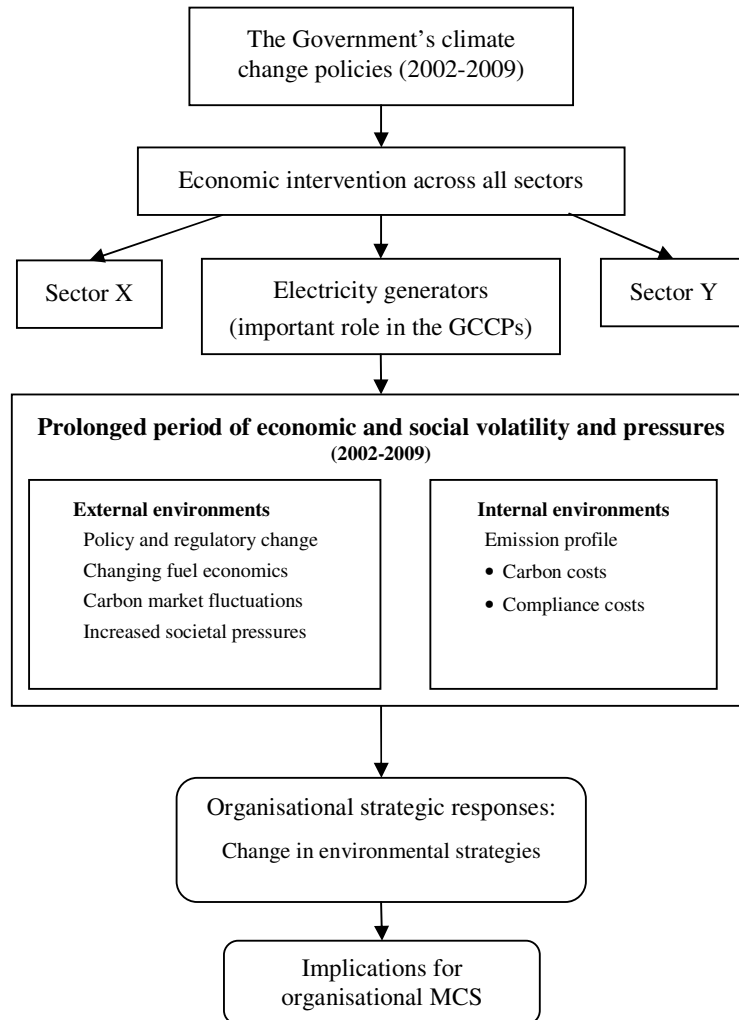 The Government's climate
change policies (2002-2009)
Economic intervention across all sectors
Sector X
Electricity generators
(important role in the GCCPs)
Sector Y
Prolonged period of economic and social volatility and pressures
(2002-2009)
External environments
Policy and regulatory change
Changing fuel economics
Carbon market fluctuations
Increased societal pressures
Internal environments
Emission profile
• Carbon costs
• Compliance costs
Organisational strategic responses:
Change in environmental strategies
Implications for
organisational MCS